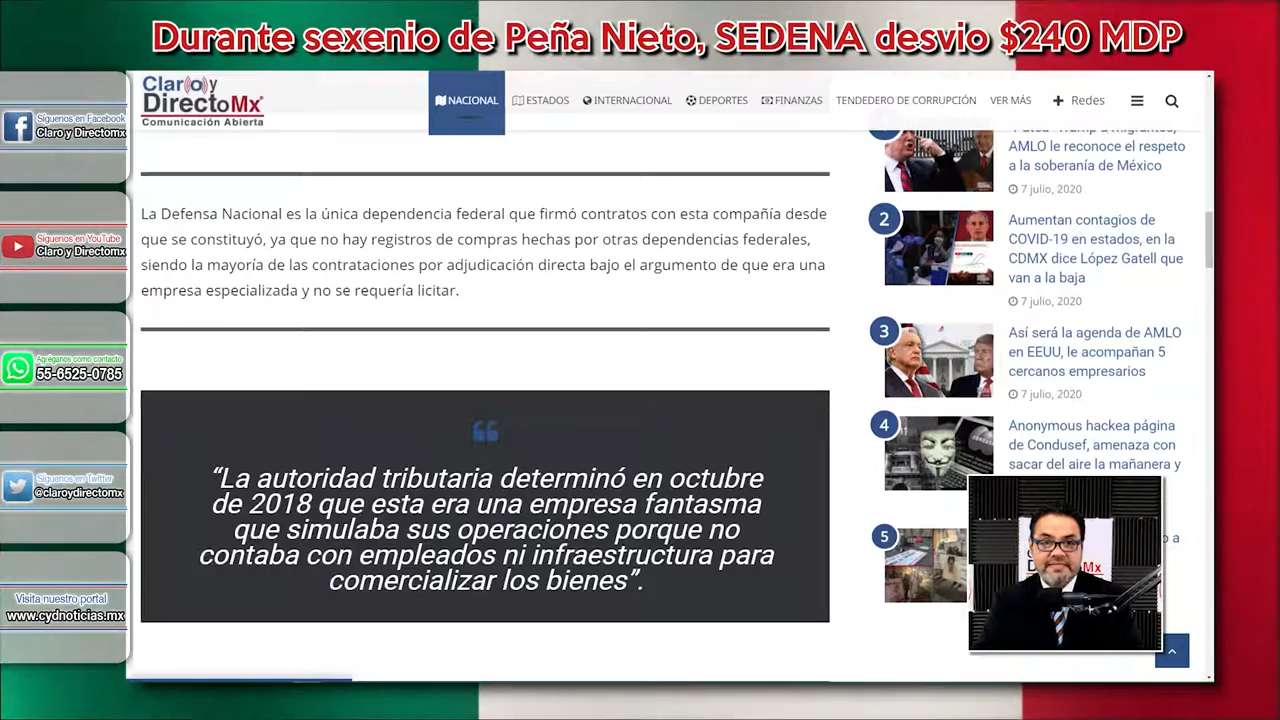 Durante sexenio de Peña Nieto, SEDENA desvio $240 MDP
Síguenos en Facebook
Claro y Directomx
Síguenos en YouTube
Claro y Directomx
Agréganos como contacto
55-6525-0785
Síguenos en Twitter
@claroydirectomx
Visita nuestro portal
www.cydnoticias.mx
Claro y
DirectoMx
Comunicación Abierta
NACIONAL
ESTADOS
INTERNACIONAL
DEPORTES
FINANZAS
TENDEDERO DE CORRUPCIÓN
VER MÁS
Redes
La Defensa Nacional es la única dependencia federal que firmó contratos con esta compañía desde
que se constituyó, ya que no hay registros de compras hechas por otras dependencias federales,
siendo la mayoría de las contrataciones por adjudicación directa bajo el argumento de que era una
empresa especializada y no se requería licitar.
“La autoridad tributaria determinó en octubre
de 2018 que esta era una empresa fantasma
que simulaba sus operaciones porque no
contaba con empleados ni infraestructura para
comercializar los bienes”.
Trump a migrantes,
AMLO le reconoce el respeto
a la soberanía de México
7 julio, 2020
2
Aumentan contagios de
COVID-19 en estados, en la
CDMX dice López Gatell que
van a la baja
7 julio, 2020
3
Así será la agenda de AMLO
en EEUU, le acompañan 5
cercanos empresarios
7 julio, 2020
4
Anonymous hackea página
de Condusef, amenaza con
sacar del aire la mañanera y
5
o a
Mx